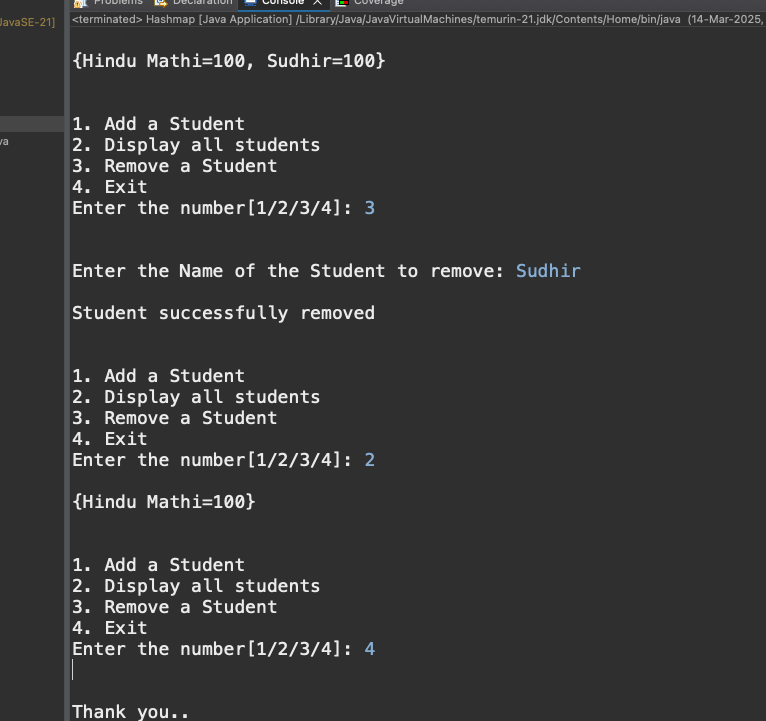 Problems Declaration Console Coverage
JavaSE-21]
<terminated> Hashmap [Java Application] /Library/Java/JavaVirtualMachines/temurin-21.jdk/Contents/Home/bin/java (14-Mar-2025,
{Hindu Mathi=100, Sudhir=100}
1. Add a Student
2. Display all students
va
3. Remove a Student
4. Exit
Enter the number[1/2/3/4]: 3
Enter the Name of the Student to remove: Sudhir
Student successfully removed
1. Add a Student
2. Display all students
3. Remove a Student
4. Exit
Enter the number[1/2/3/4]: 2
{Hindu Mathi=100}
1. Add a Student
2. Display all students
3. Remove a Student
4. Exit
Enter the number[1/2/3/4]: 4
Thank you..